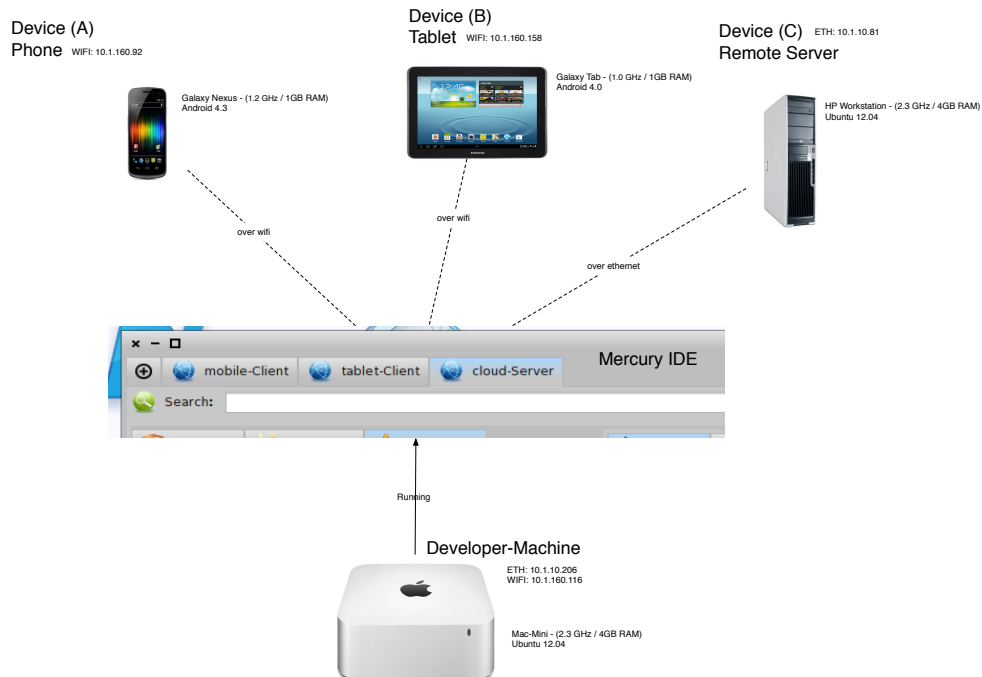 Device (A)
Phone WIFI: 10.1.160.92
Galaxy Nexus - (1.2 GHz / 1GB RAM)
Android 4.3
Device (B)
Tablet WIFI: 10.1.160.158
Galaxy Tab - (1.0 GHz / 1GB RAM)
Android 4.0
Device (C) ETH: 10.1.10.81
Remote Server
HP Workstation - (2.3 GHz / 4GB RAM)
Ubuntu 12.04
over wifi
over wifi
over ethernet
mobile-Client tablet-Client cloud-Server Mercury IDE
Search:
Running
Developer-Machine
ETH: 10.1.10.206
WIFI: 10.1.160.116
Mac-Mini - (2.3 GHz / 4GB RAM)
Ubuntu 12.04